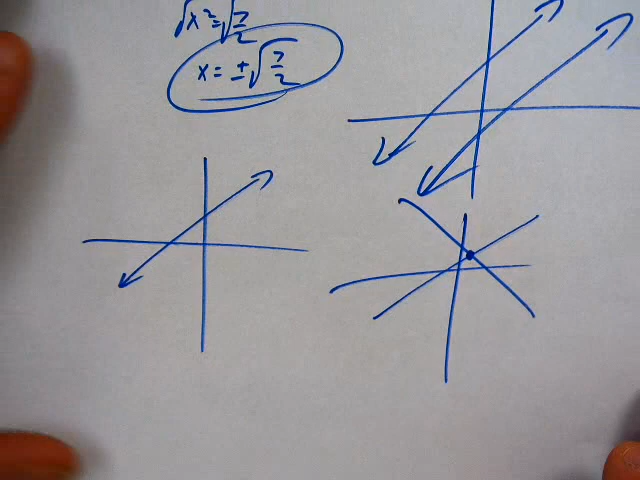 √x² = √7/2
x = ±√7/2